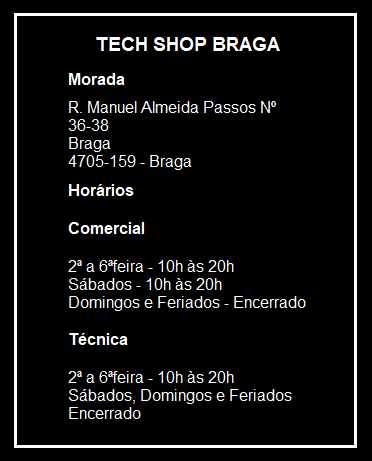 TECH SHOP BRAGA
Morada
R. Manuel Almeida Passos Nº
36-38
Braga
4705-159 - Braga
Horários
Comercial
2ª a 6ªfeira - 10h às 20h
Sábados - 10h às 20h
Domingos e Feriados - Encerrado
Técnica
2ª a 6ªfeira - 10h às 20h
Sábados, Domingos e Feriados
Encerrado